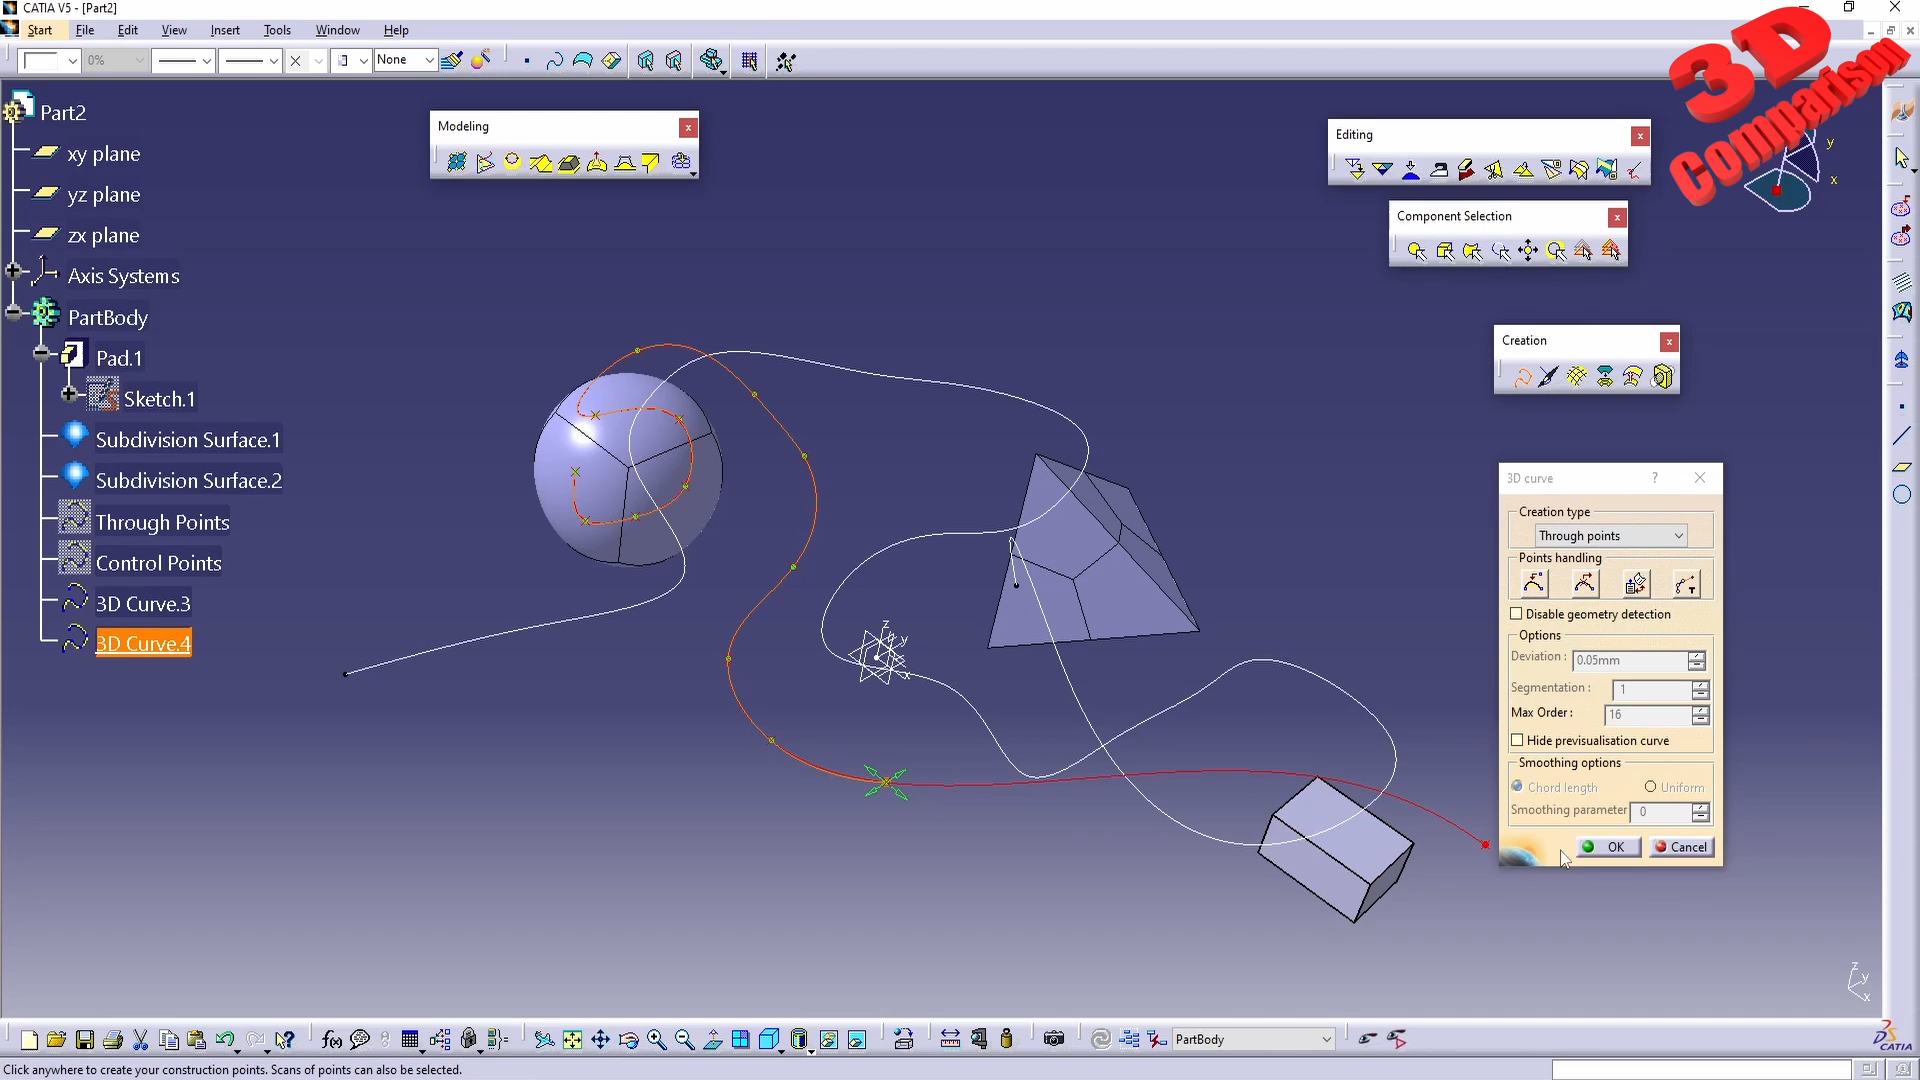 CATIA V5 - [Part2]
Start File Edit View Insert Tools Window Help
0% None
3D Comparison
Part2
xy plane
yz plane
zx plane
Axis Systems
PartBody
Pad.1
Sketch.1
Subdivision Surface.1
Subdivision Surface.2
Through Points
Control Points
3D Curve.3
3D Curve.4
Modeling
Editing
Component Selection
Creation
y
x
z
y
x
3D curve ?
Creation type
Through points
Points handling
Disable geometry detection
Options
Deviation : 0.05mm
Segmentation : 1
Max Order : 16
Hide previsualisation curve
Smoothing options
Chord length Uniform
Smoothing parameter 0
OK Cancel
z
y
x
f(x) PartBody
CATIA
Click anywhere to create your construction points. Scans of points can also be selected.